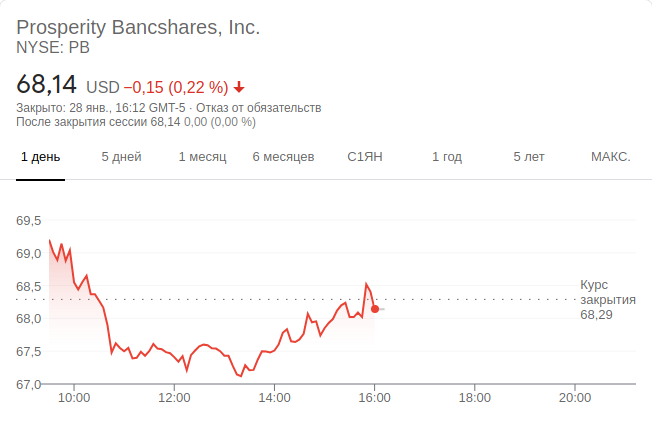 Prosperity Bancshares, Inc.
NYSE: PB
68,14 USD −0,15 (0,22 %)
Закрыто: 28 янв., 16:12 GMT-5 · Отказ от обязательств
После закрытия сессии 68,14 0,00 (0,00 %)
1 день 5 дней 1 месяц 6 месяцев С1ЯН 1 год 5 лет МАКС.
69,5
69,0
68,5
68,0
67,5
67,0
Курс
закрытия
68,29
10:00 12:00 14:00 16:00 18:00 20:00